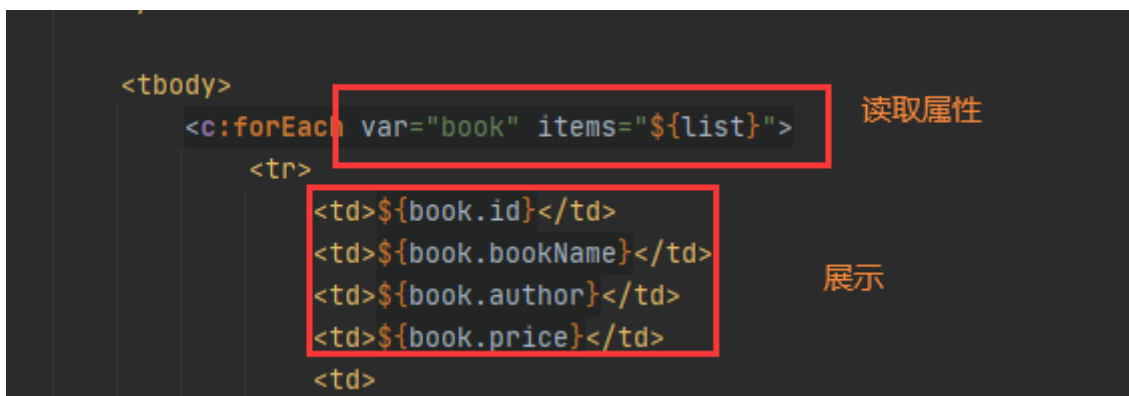 <tbody>
<c:forEach var="book" items="${list}">
读取属性
<tr>
<td>${book.id}</td>
<td>${book.bookName}</td>
<td>${book.author}</td>
展示
<td>${book.price}</td>
<td>